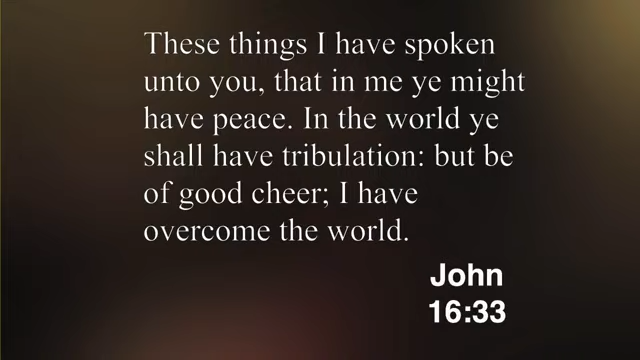 These things I have spoken
unto you, that in me ye might
have peace. In the world ye
shall have tribulation: but be
of good cheer; I have
overcome the world.
John
16:33